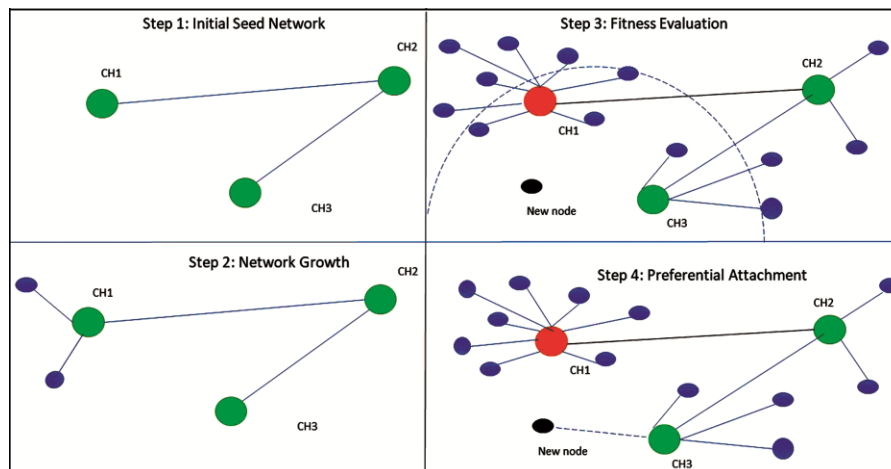 Step 1: Initial Seed Network
CH1
CH2
CH3
Step 2: Network Growth
CH1
CH2
CH3
Step 3: Fitness Evaluation
CH1
CH2
New node
CH3
Step 4: Preferential Attachment
CH2
CH1
New node
CH3